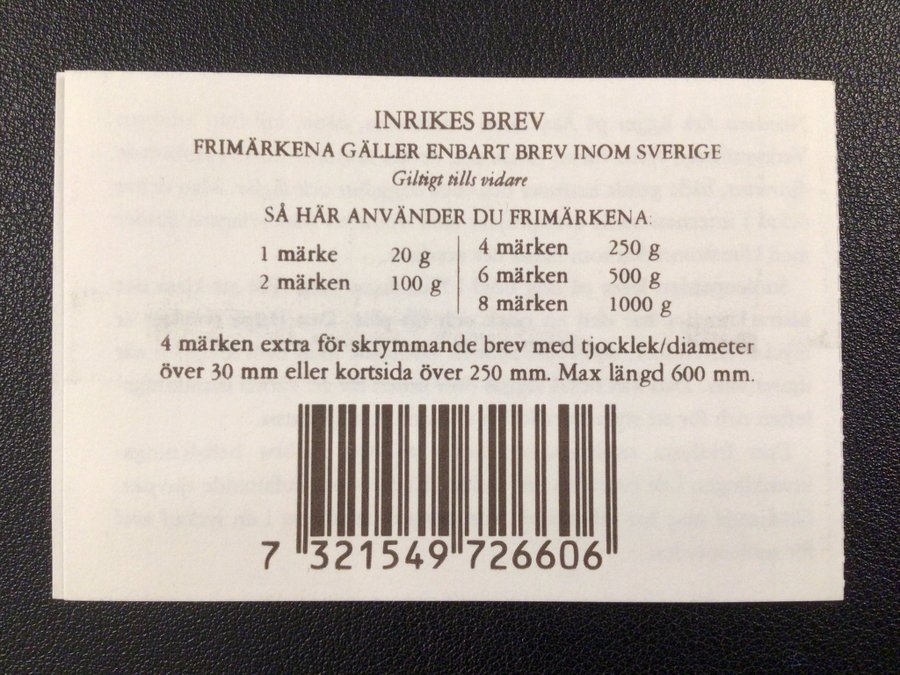 INRIKES BREV
FRIMÄRKENA GÄLLER ENBART BREV INOM SVERIGE
Giltigt tills vidare
SÅ HÄR ANVÄNDER DU FRIMÄRKENA
1 märke 20 g
2 märken 100 g
4 märken 250 g
6 märken 500 g
8 märken 1000 g
4 märken extra för skrymmande brev med tjocklek/diameter
över 30 mm eller kortsida över 250 mm. Max längd 600 mm.
7 321549 726606